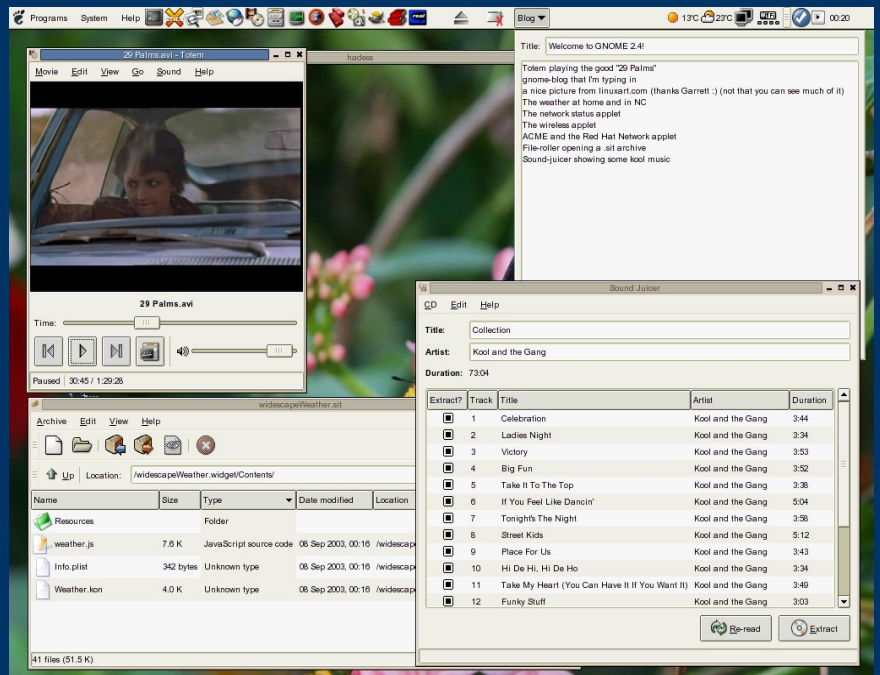 Programs System Help real Blog 13°C 23°C 00:20
Title: Welcome to GNOME 2.4!
Totem playing the good "29 Palms"
gnome-blog that I'm typing in
a nice picture from linuxart.com (thanks Garrett :) (not that you can see much of it)
The weather at home and in NC
The network status applet
The wireless applet
ACME and the Red Hat Network applet
File-roller opening a .sit archive
Sound-juicer showing some kool music
29 Palms.avi - Totem
Movie Edit View Go Sound Help
29 Palms.avi
Time:
Paused 30:45 / 1:29:28
hadess
widescapeWeather.sit
Archive Edit View Help
Up Location: /widescapeWeather.widget/Contents/
Name Size Type Date modified Location
Resources Folder
weather.js 7.6 K JavaScript source code 08 Sep 2003, 00:16 /widescap
Info.plist 342 bytes Unknown type 08 Sep 2003, 00:16 /widescap
Weather.kon 4.0 K Unknown type 08 Sep 2003, 00:16 /widescap
41 files (51.5 K)
Sound Juicer
CD Edit Help
Title: Collection
Artist: Kool and the Gang
Duration: 73:04
Extract? Track Title Artist Duration
1 Celebration Kool and the Gang 3:44
2 Ladies Night Kool and the Gang 3:34
3 Victory Kool and the Gang 3:53
4 Big Fun Kool and the Gang 3:52
5 Take It To The Top Kool and the Gang 3:38
6 If You Feel Like Dancin' Kool and the Gang 5:04
7 Tonight's The Night Kool and the Gang 3:58
8 Street Kids Kool and the Gang 5:12
9 Place For Us Kool and the Gang 3:43
10 Hi De Hi, Hi De Ho Kool and the Gang 3:34
11 Take My Heart (You Can Have It If You Want It) Kool and the Gang 3:49
12 Funky Stuff Kool and the Gang 3:03
Re-read Extract